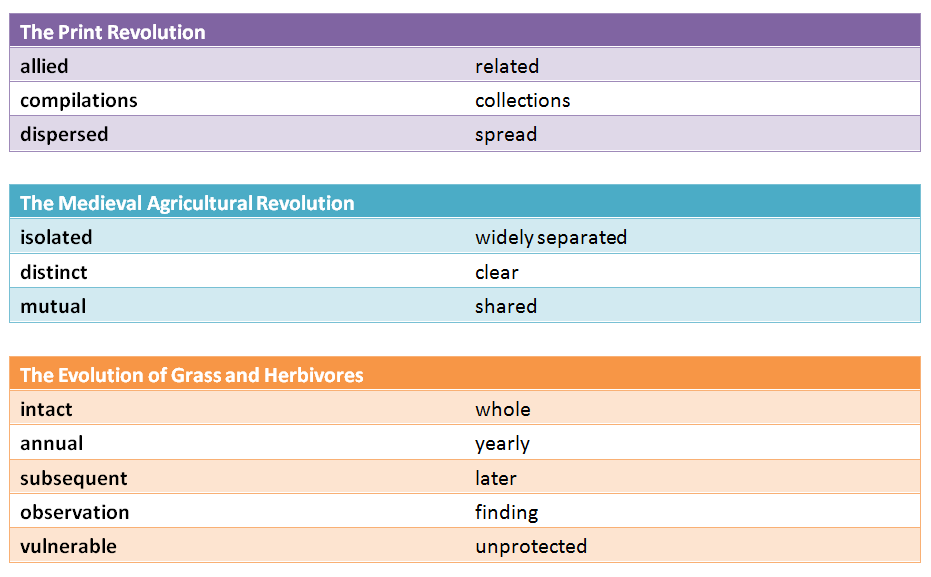 The Print Revolution
allied related
compilations collections
dispersed spread
The Medieval Agricultural Revolution
isolated widely separated
distinct clear
mutual shared
The Evolution of Grass and Herbivores
intact whole
annual yearly
subsequent later
observation finding
vulnerable unprotected